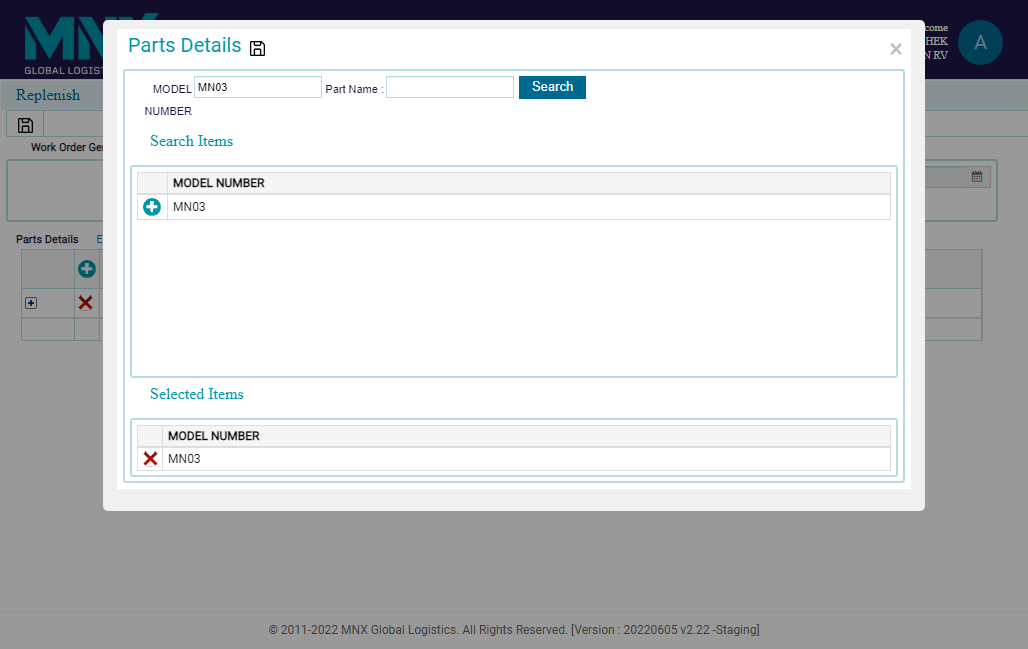 MNX
GLOBAL LOGIST
come
HEK
N RV
A
Replenish
Work Order Ge
Parts Details E
Parts Details
×
MODEL NUMBER
MN03
Part Name :
Search
Search Items
MODEL NUMBER
MN03
Selected Items
MODEL NUMBER
MN03
© 2011-2022 MNX Global Logistics. All Rights Reserved. [Version : 20220605 v2.22 -Staging]